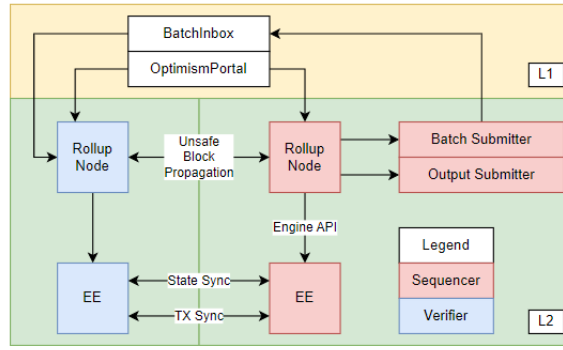 BatchInbox
OptimismPortal
L1
Rollup
Node
Unsafe
Block
Propagation
Rollup
Node
Batch Submitter
Output Submitter
Engine API
EE
State Sync
TX Sync
EE
Legend
Sequencer
Verifier
L2